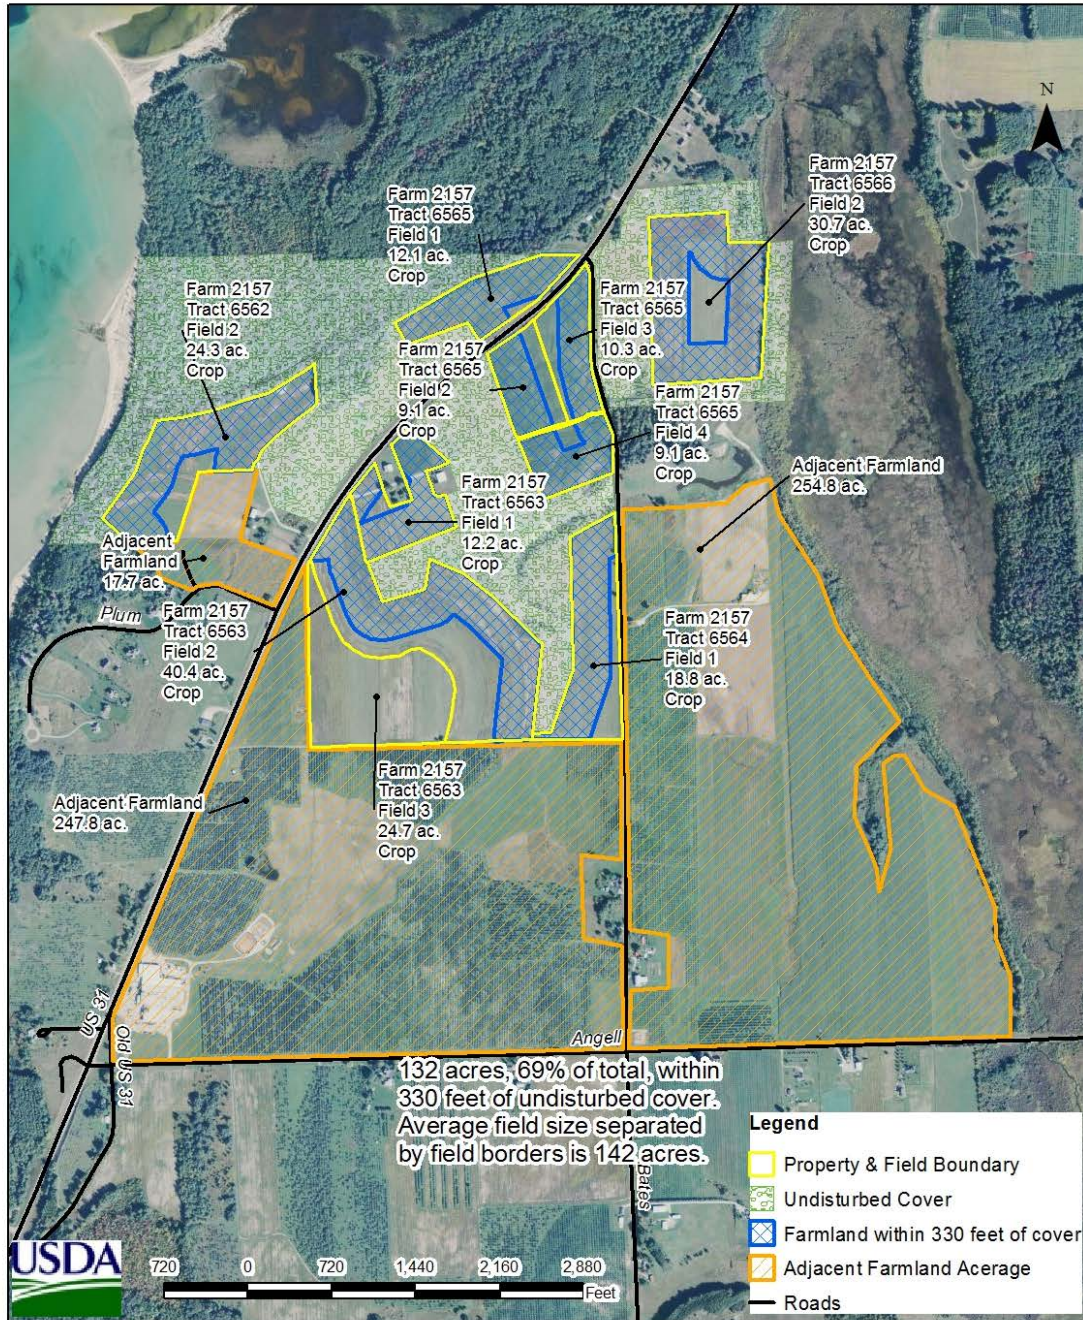 N
Farm 2157
Tract 6566
Field 2
30.7 ac.
Crop
Farm 2157
Tract 6565
Field 1
12.1 ac.
Crop
Farm 2157
Tract 6562
Field 2
24.3 ac.
Crop
Farm 2157
Tract 6565
Field 3
10.3 ac.
Crop
Farm 2157
Tract 6565
Field 2
9.1 ac.
Crop
Farm 2157
Tract 6565
Field 4
9.1 ac.
Crop
Adjacent Farmland
254.8 ac.
Farm 2157
Tract 6563
Field 1
12.2 ac.
Crop
Adjacent
Farmland
17.7 ac.
Plum
Farm 2157
Tract 6563
Field 2
40.4 ac.
Crop
Farm 2157
Tract 6564
Field 1
18.8 ac.
Crop
Farm 2157
Tract 6563
Field 3
24.7 ac.
Crop
Adjacent Farmland
247.8 ac.
US 31
Old US 31
Angell
Bates
132 acres, 69% of total, within
330 feet of undisturbed cover.
Average field size separated
by field borders is 142 acres.
Legend
Property & Field Boundary
Undisturbed Cover
Farmland within 330 feet of cover
Adjacent Farmland Acerage
Roads
USDA
720 0 720 1,440 2,160 2,880
Feet